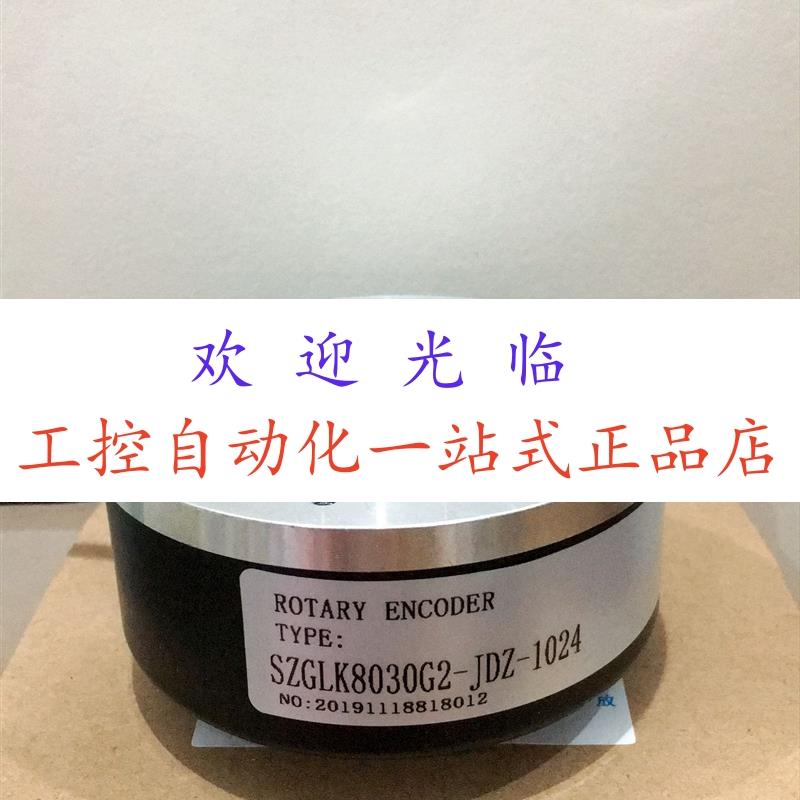 欢迎光临
工控自动化一站式正品店
ROTARY ENCODER
TYPE:
SZGLK8030G2-JDZ-1024
NO:20191118818012
放